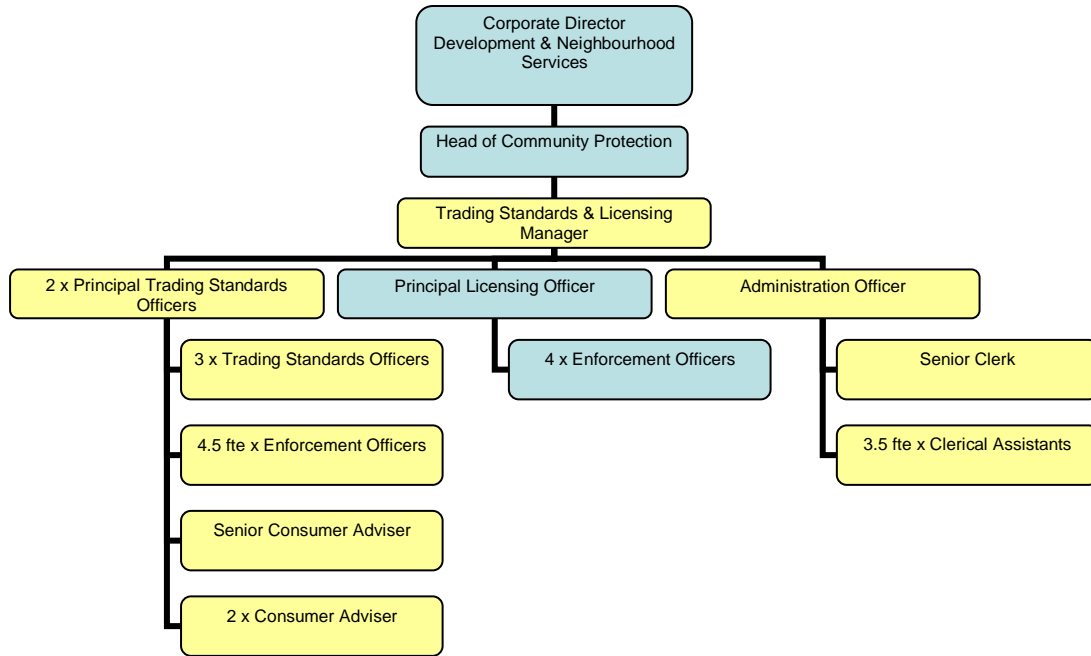 Corporate Director
Development & Neighbourhood
Services
Head of Community Protection
Trading Standards & Licensing
Manager
2 x Principal Trading Standards
Officers
Principal Licensing Officer
Administration Officer
3 x Trading Standards Officers
4 x Enforcement Officers
Senior Clerk
4.5 fte x Enforcement Officers
3.5 fte x Clerical Assistants
Senior Consumer Adviser
2 x Consumer Adviser